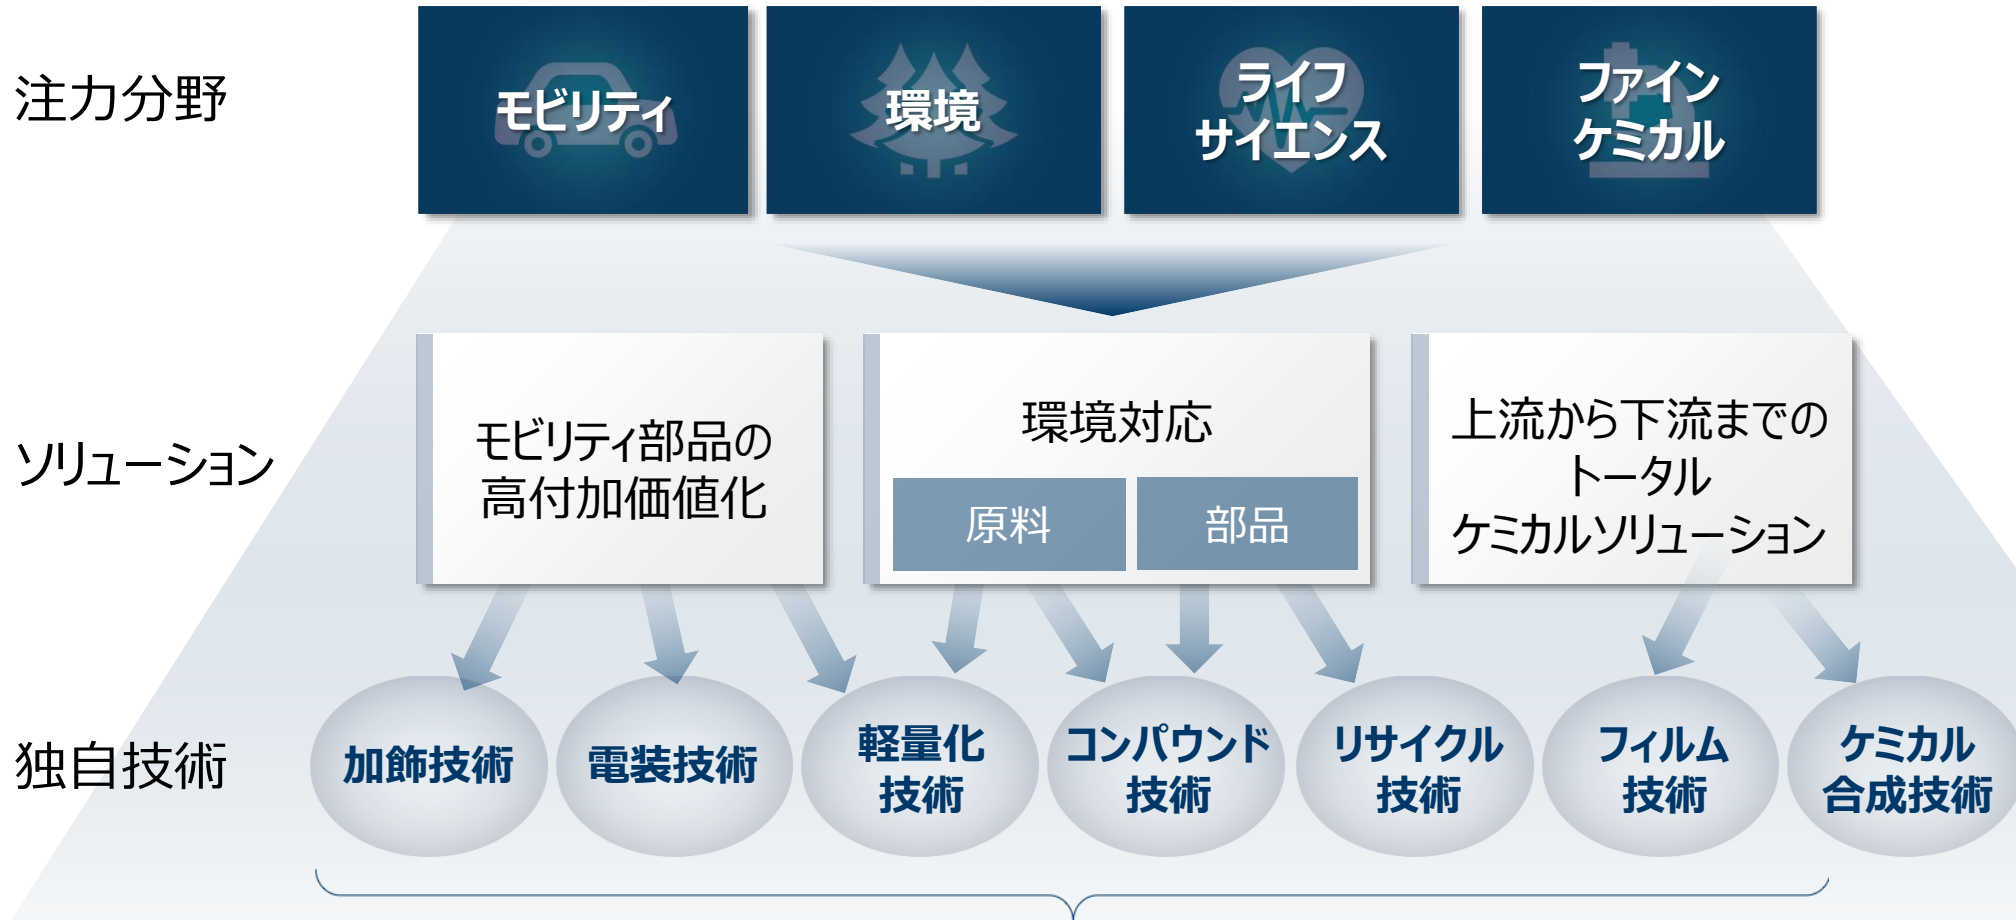 注力分野
モビリティ
環境
ライフ
サイエンス
ファイン
ケミカル
ソリューション
モビリティ部品の
高付加価値化
環境対応
原料
部品
上流から下流までの
トータル
ケミカルソリューション
独自技術
加飾技術
電装技術
軽量化
技術
コンパウンド
技術
リサイクル
技術
フィルム
技術
ケミカル
合成技術